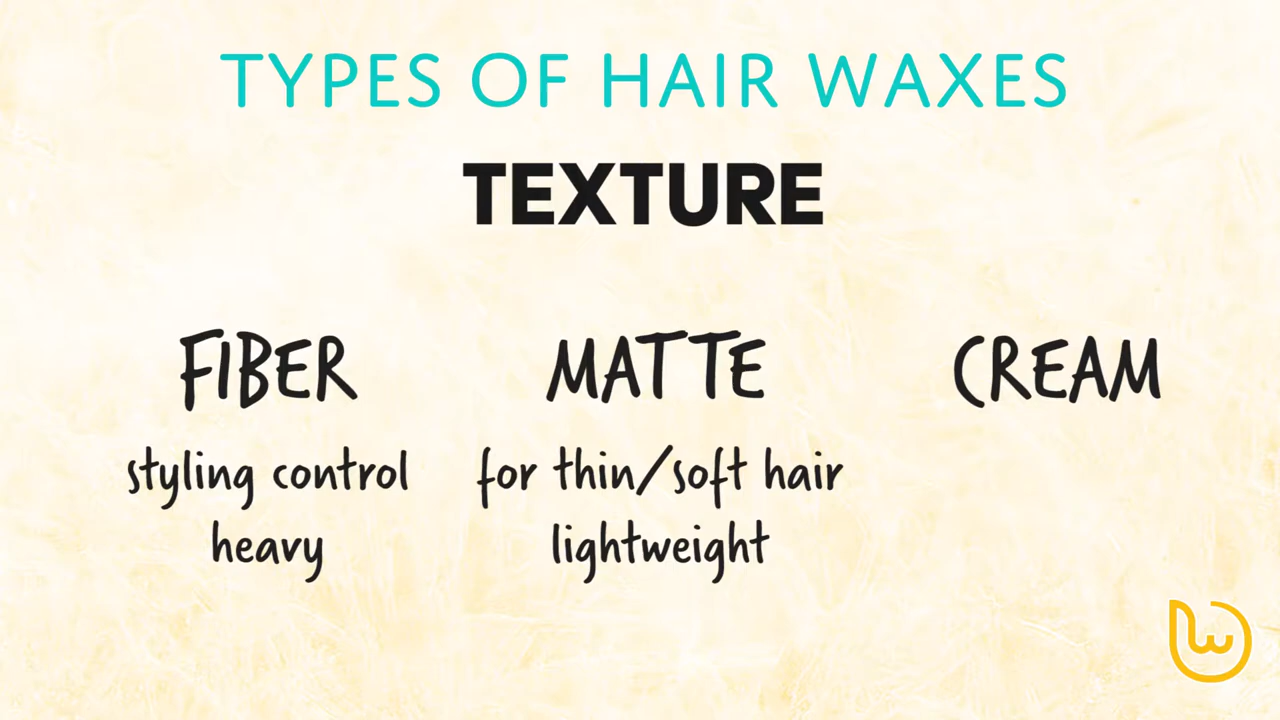 TYPES OF HAIR WAXES
TEXTURE
FIBER
styling control
heavy
MATTE
for thin/soft hair
lightweight
CREAM